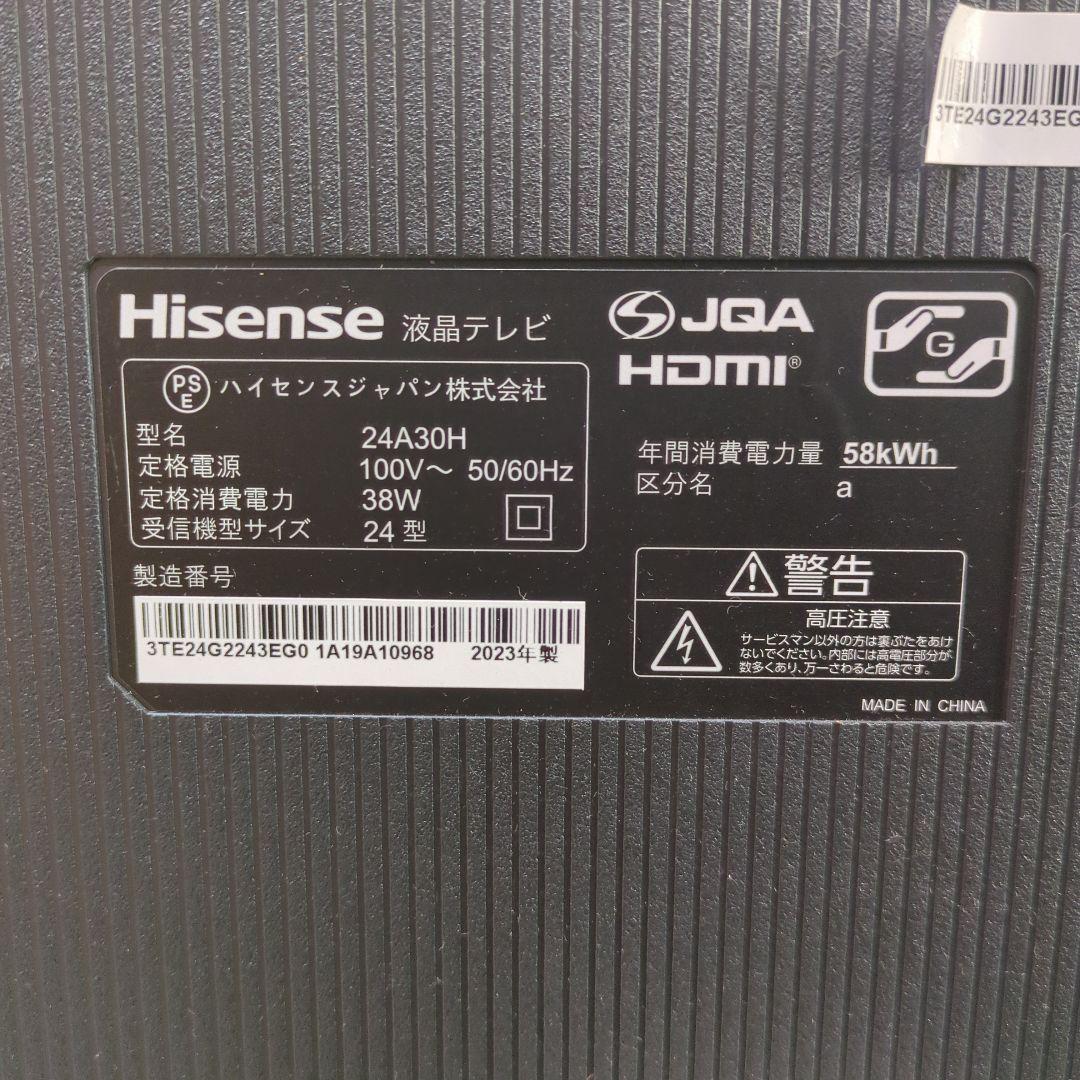 3TE24G2243EG
Hisense 液晶テレビ
JQA
HDMI®
G
PSE ハイセンスジャパン株式会社
型名 24A30H
定格電源 100V～ 50/60Hz
定格消費電力 38W
受信機型サイズ 24 型
年間消費電力量 58kWh
区分名 a
製造番号
3TE24G2243EG0 1A19A10968 2023年製
警告
高圧注意
サービスマン以外の方は裏ぶたをあけ
ないでください。内部には高電圧部分が
数多くあり、万一さわると危険です。
MADE IN CHINA